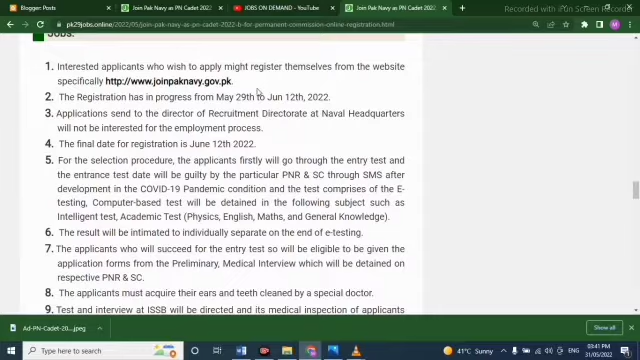 Blogger: Posts
Join Pak Navy as PN Cadet 2022
JOBS ON DEMAND - YouTube
Join Pak Navy as PN Cadet 2022
pk29jobs.online/2022/05/join-pak-navy-as-pn-cadet-2022-b-for-permanent-commission-online-registration.html
Jobs:
1. Interested applicants who wish to apply might register themselves from the website
specifically http://www.joinpaknavy.gov.pk.
2. The Registration has in progress from May 29th to Jun 12th, 2022.
3. Applications send to the director of Recruitment Directorate at Naval Headquarters
will not be interested for the employment process.
4. The final date for registration is June 12th 2022.
5. For the selection procedure, the applicants firstly will go through the entry test and
the entrance test date will be guilty by the particular PNR & SC through SMS after
development in the COVID-19 Pandemic condition and the test comprises of the E-
testing, Computer-based test will be detained in the following subject such as
Intelligent test, Academic Test (Physics, English, Maths, and General Knowledge).
6. The result will be intimated to individually separate on the end of e-testing.
7. The applicants who will succeed for the entry test so will be eligible to be given the
application forms from the Preliminary, Medical Interview which will be detained on
respective PNR & SC.
8. The applicants must acquire their ears and teeth cleaned by a special doctor.
9. Test and interview at ISSB will be directed and its medical inspection of applicants
Ad-PN-Cadet-20....jpeg
Show all
Type here to search
41°C Sunny
ENG
03:41 PM
31/05/2022